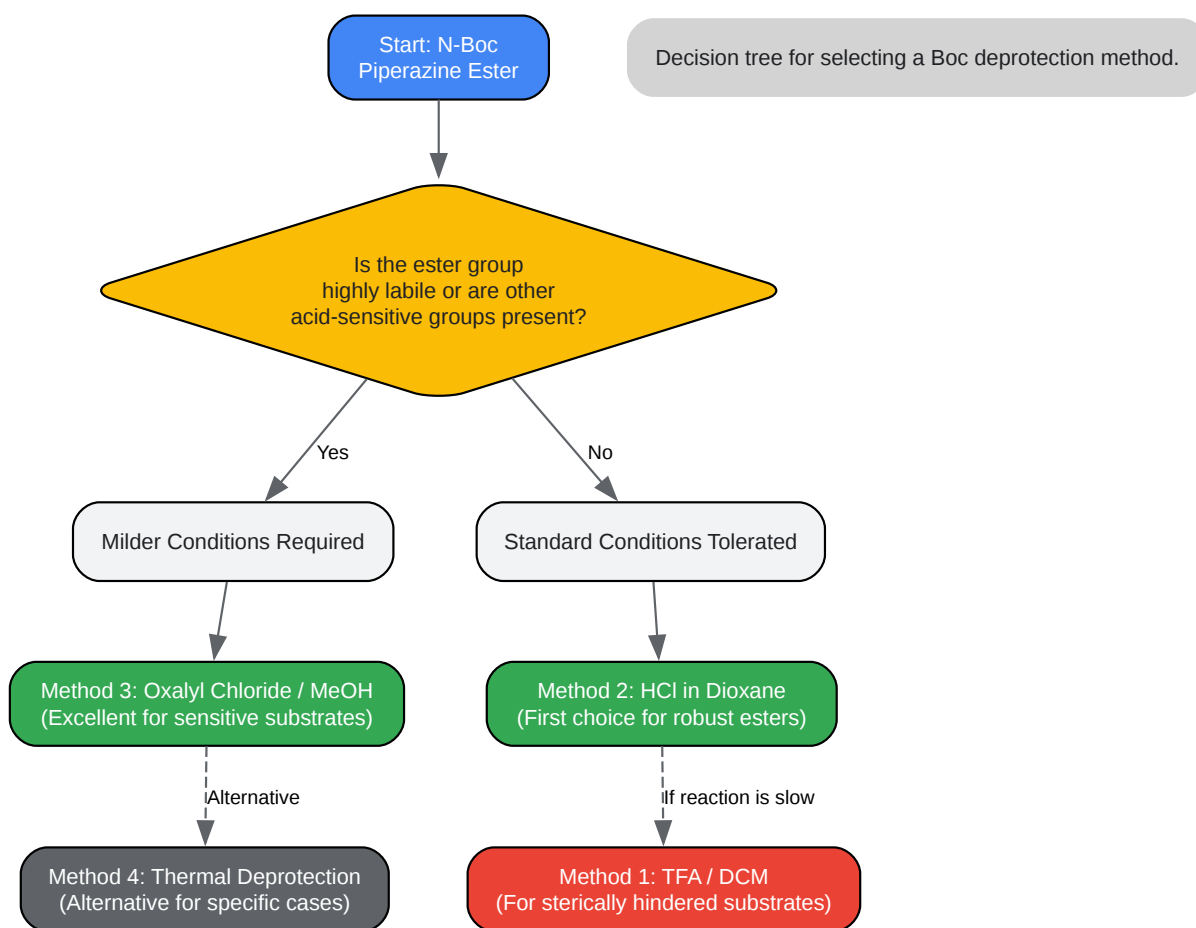 Start: N-Boc
Piperazine Ester
Decision tree for selecting a Boc deprotection method.
Is the ester group
highly labile or are other
acid-sensitive groups present?
Yes
No
Milder Conditions Required
Standard Conditions Tolerated
Method 3: Oxalyl Chloride / MeOH
(Excellent for sensitive substrates)
Method 2: HCl in Dioxane
(First choice for robust esters)
Alternative
If reaction is slow
Method 4: Thermal Deprotection
(Alternative for specific cases)
Method 1: TFA / DCM
(For sterically hindered substrates)